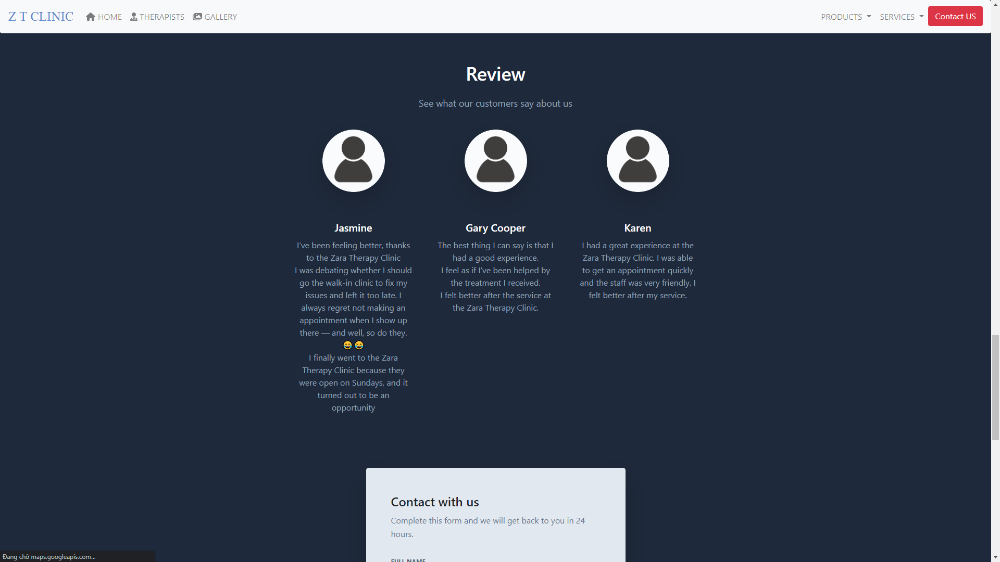 Z T CLINIC HOME THERAPISTS GALLERY PRODUCTS SERVICES Contact US
Review
See what our customers say about us
Jasmine
I've been feeling better, thanks
to the Zara Therapy Clinic
I was debating whether I should
go the walk-in clinic to fix my
issues and left it too late. I
always regret not making an
appointment when I show up
there — and well, so do they.
😂 😂
I finally went to the Zara
Therapy Clinic because they
were open on Sundays, and it
turned out to be an
opportunity
Gary Cooper
The best thing I can say is that I
had a good experience.
I feel as if I've been helped by
the treatment I received.
I felt better after the service at
the Zara Therapy Clinic.
Karen
I had a great experience at the
Zara Therapy Clinic. I was able
to get an appointment quickly
and the staff was very friendly. I
felt better after my service.
Contact with us
Complete this form and we will get back to you in 24
hours.
FULL NAME
Đang chờ maps.googleapis.com...